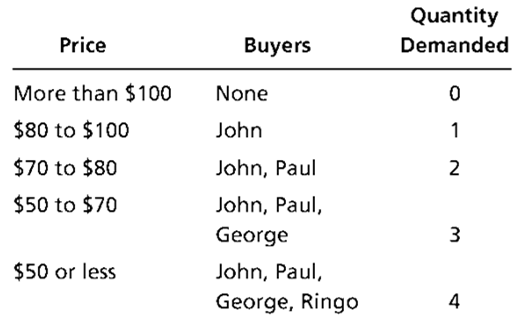 Quantity
Price Buyers Demanded
More than $100 None 0
$80 to $100 John 1
$70 to $80 John, Paul 2
$50 to $70 John, Paul,
George 3
$50 or less John, Paul,
George, Ringo 4